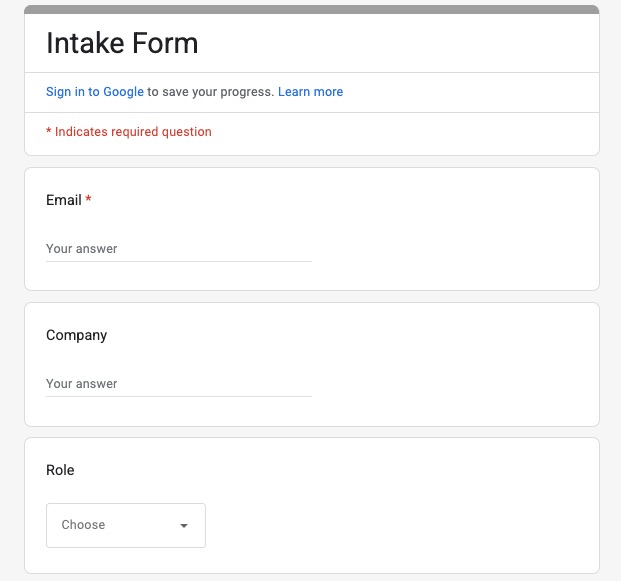 Intake Form
Sign in to Google to save your progress. Learn more
* Indicates required question
Email *
Your answer
Company
Your answer
Role
Choose